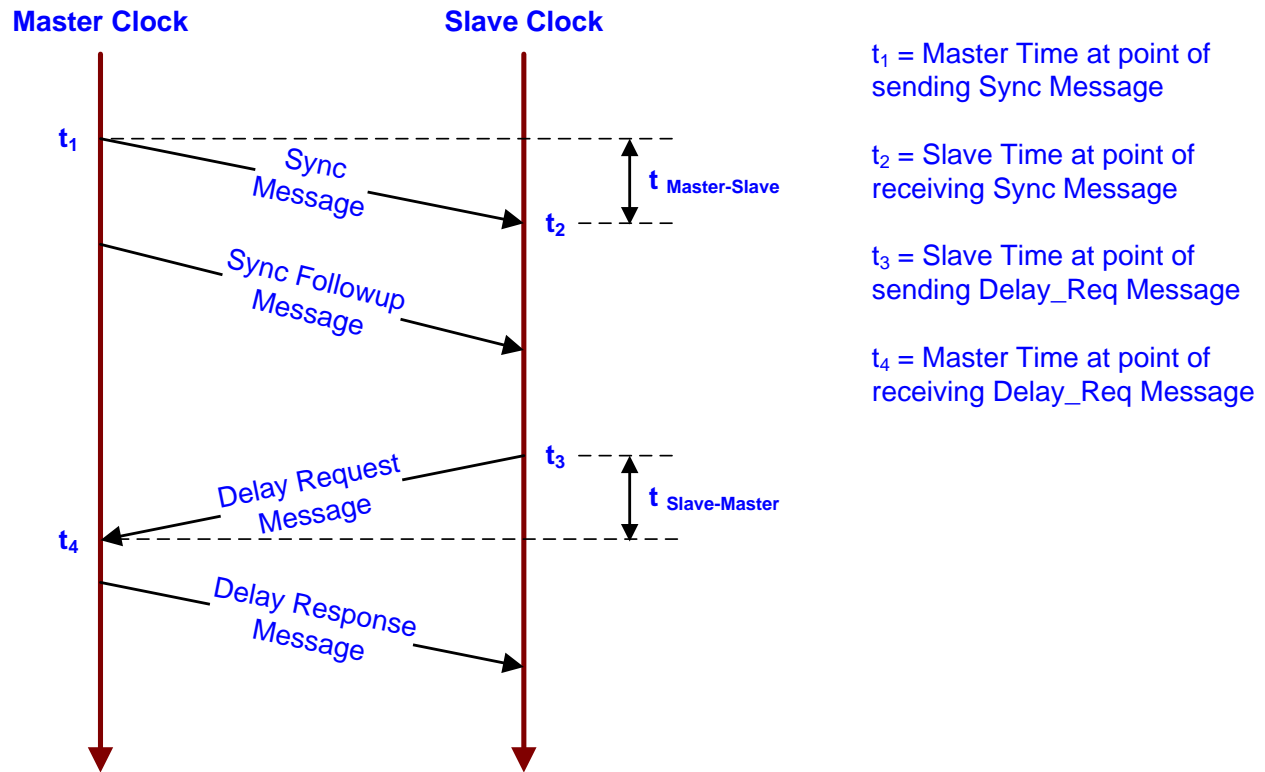 Master Clock
Slave Clock
t₁
Sync
Message
t Master-Slave
t₂
Sync Followup
Message
t₃
Delay Request
Message
t Slave-Master
t₄
Delay Response
Message
t₁ = Master Time at point of
sending Sync Message
t₂ = Slave Time at point of
receiving Sync Message
t₃ = Slave Time at point of
sending Delay_Req Message
t₄ = Master Time at point of
receiving Delay_Req Message